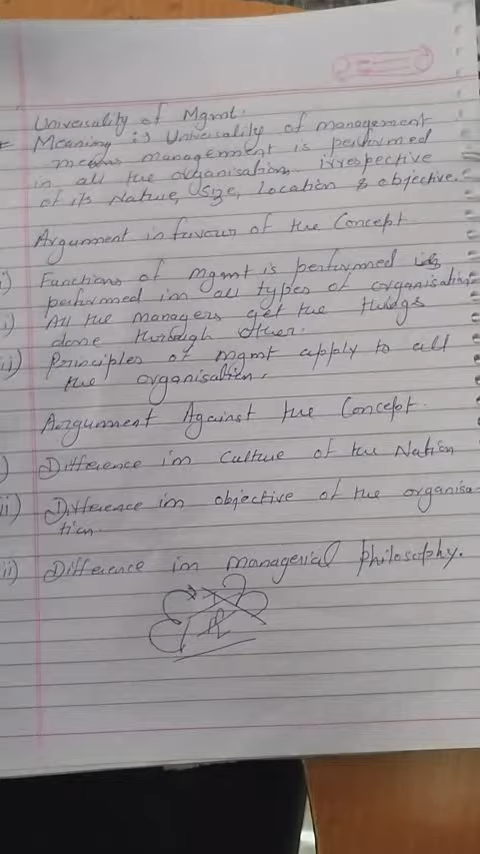 Universality of Mgmt.
Meaning is Universality of management
means management is performed
in all the organisation, irrespective
of its Nature, Size, Location & objective.
Argument in favour of the Concept
i) Functions of mgmt is performed is
performed in all types of organisation
i) All the managers get the things
done through other.
ii) Principles of mgmt apply to all
the organisation.
Argument Against the Concept.
) Difference in Culture of the Nation
ii) Difference in objective of the organisa-
tion.
ii) Difference in managerial philosophy.